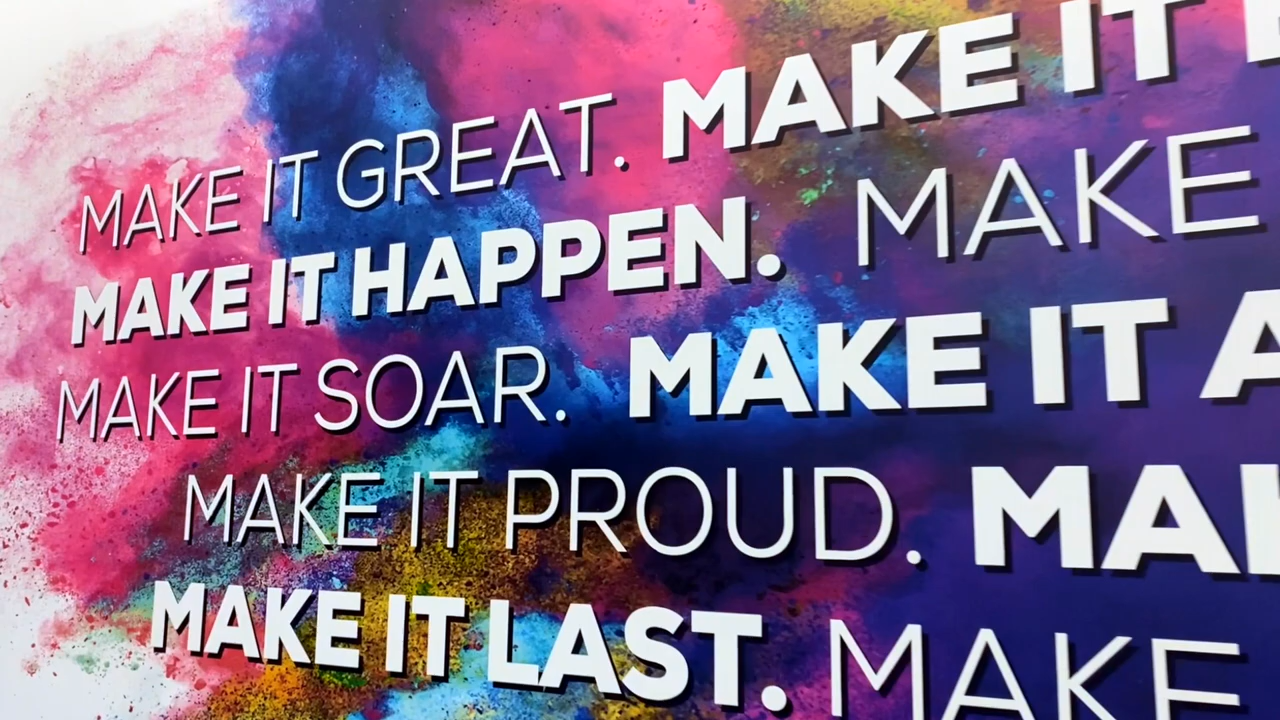 MAKE IT GREAT. MAKE IT
MAKE IT HAPPEN. MAKE
MAKE IT SOAR. MAKE IT A
MAKE IT PROUD. MA
MAKE IT LAST. MAKE